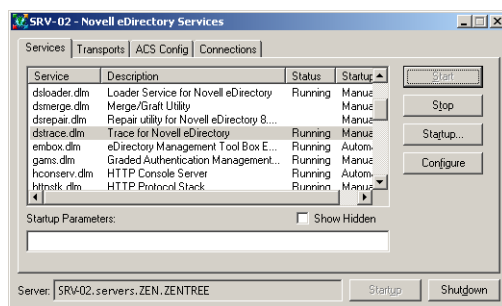 SRV-02 - Novell eDirectory Services
Services Transports ACS Config Connections
Service Description Status Startup
dsloader.dlm Loader Service for Novell eDirectory Running Manua
dsmerge.dlm Merge/Graft Utility Manua
dsrepair.dlm Repair utility for Novell eDirectory 8.... Manua
dstrace.dlm Trace for Novell eDirectory Running Manua
embox.dlm eDirectory Management Tool Box E... Running Autom
gams.dlm Graded Authentication Management... Running Manua
hconserv.dlm HTTP Console Server Running Autom
httpstk.dlm HTTP Protocol Stack Running Manua
Start
Stop
Startup...
Configure
Startup Parameters: Show Hidden
Server: SRV-02.servers.ZEN.ZENTREE Startup Shutdown